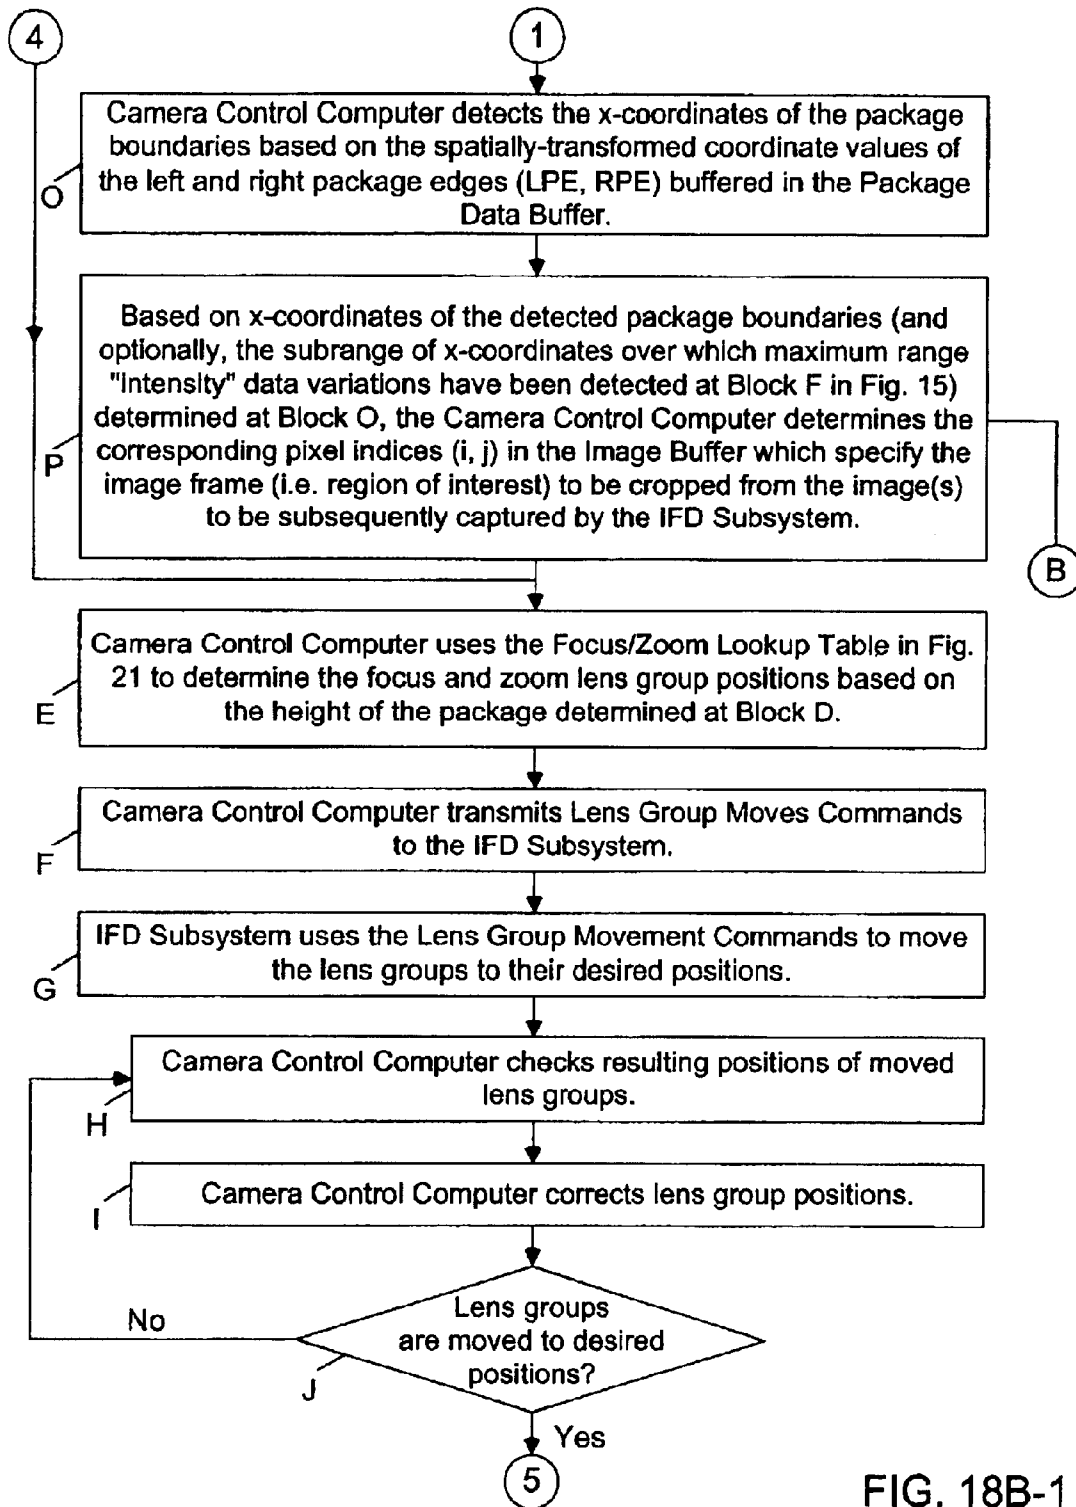 4
1
Camera Control Computer detects the x-coordinates of the package
boundaries based on the spatially-transformed coordinate values of
the left and right package edges (LPE, RPE) buffered in the Package
Data Buffer.
O
Based on x-coordinates of the detected package boundaries (and
optionally, the subrange of x-coordinates over which maximum range
"intensity" data variations have been detected at Block F in Fig. 15)
determined at Block O, the Camera Control Computer determines the
corresponding pixel indices (i, j) in the Image Buffer which specify the
image frame (i.e. region of interest) to be cropped from the image(s)
to be subsequently captured by the IFD Subsystem.
P
B
Camera Control Computer uses the Focus/Zoom Lookup Table in Fig.
21 to determine the focus and zoom lens group positions based on
the height of the package determined at Block D.
E
Camera Control Computer transmits Lens Group Moves Commands
to the IFD Subsystem.
F
IFD Subsystem uses the Lens Group Movement Commands to move
the lens groups to their desired positions.
G
Camera Control Computer checks resulting positions of moved
lens groups.
H
Camera Control Computer corrects lens group positions.
I
Lens groups
are moved to desired
positions?
J
No
Yes
5
FIG. 18B-1